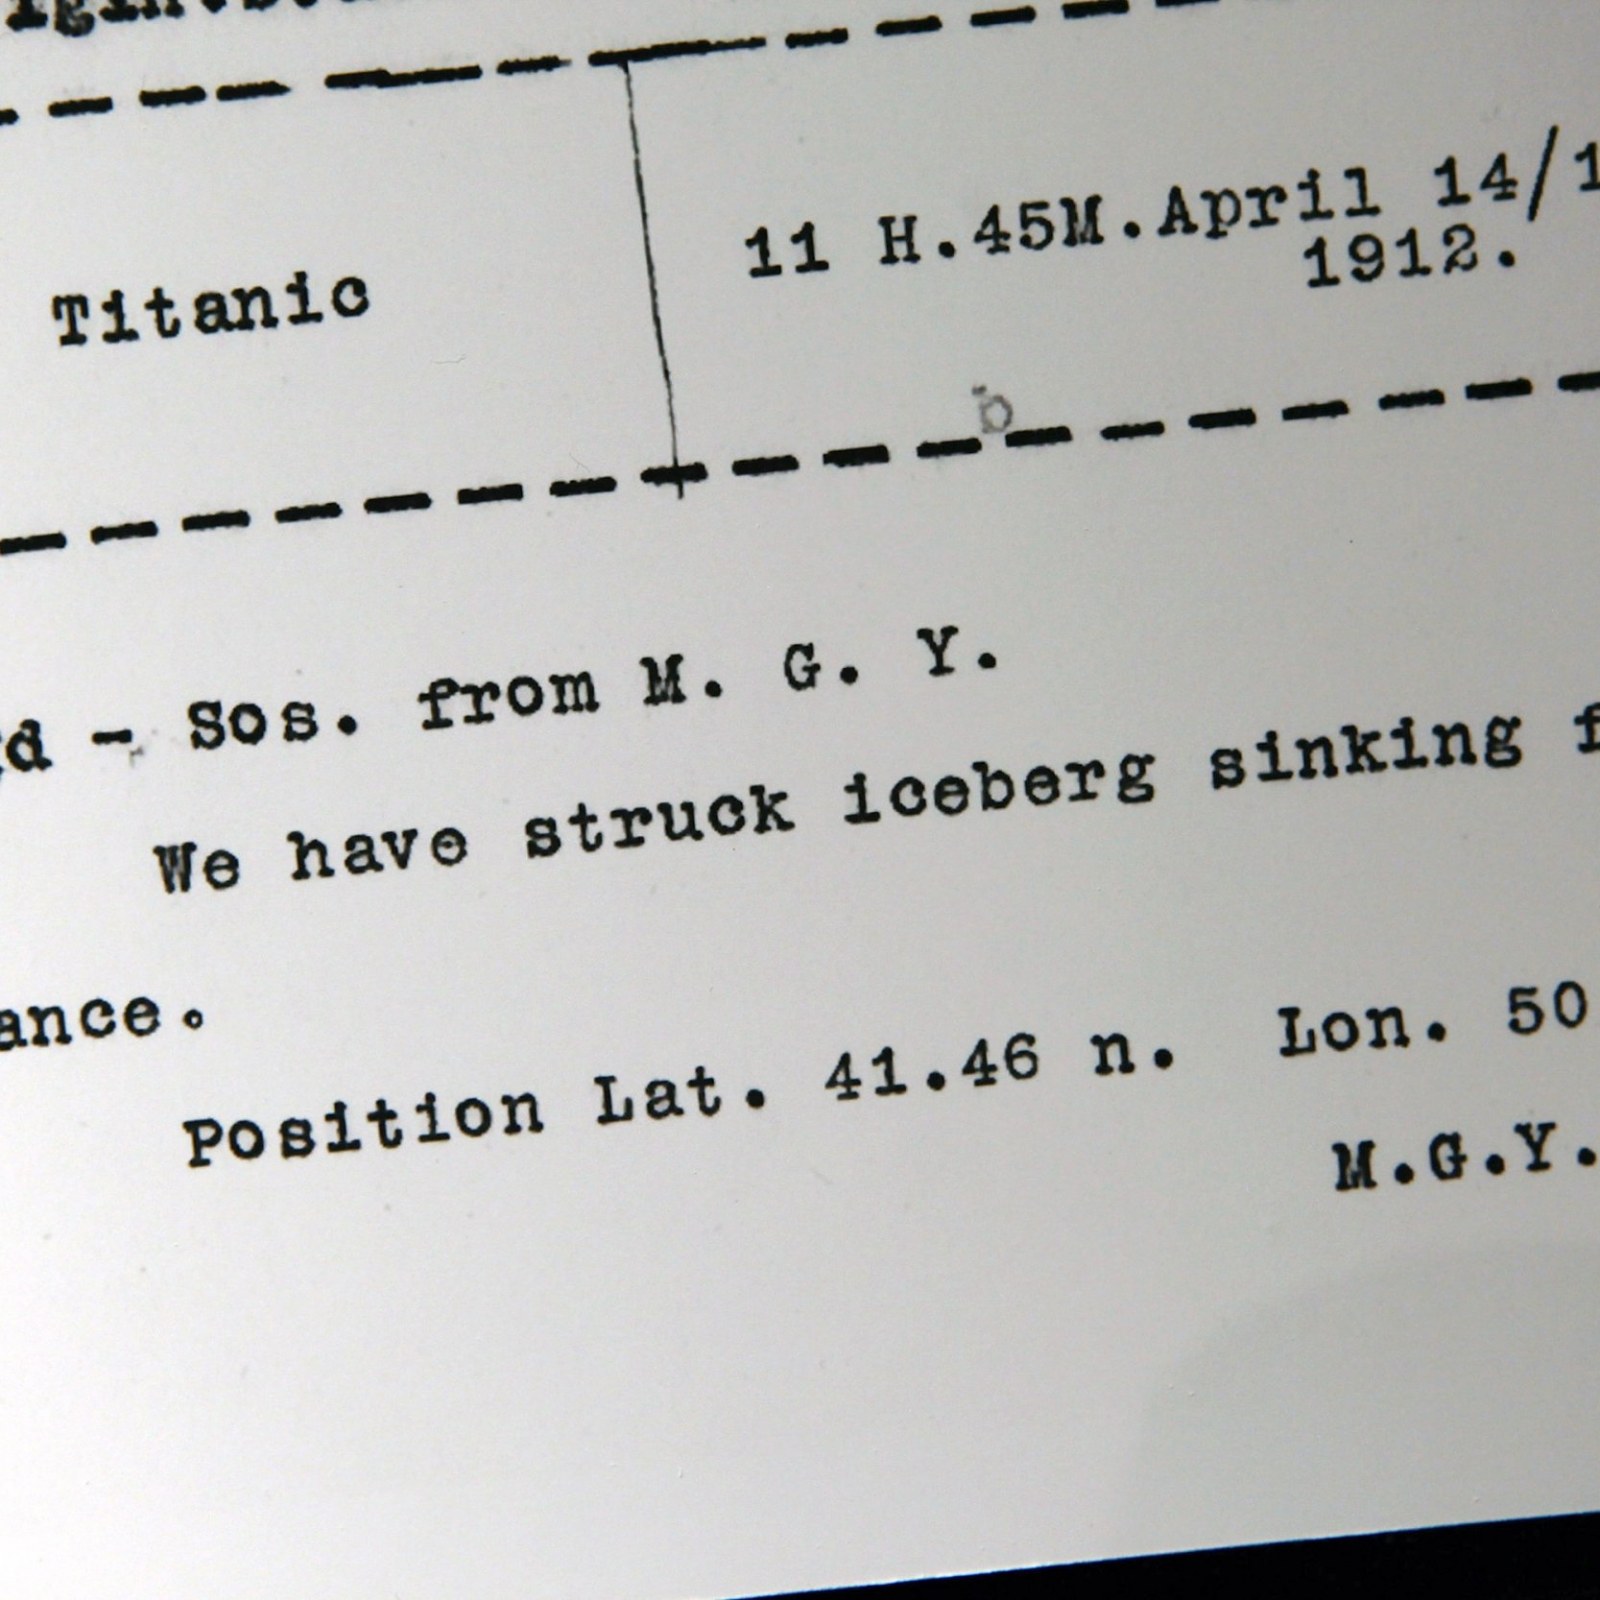 Titanic
11 H.45M.April 14/1
1912.
d - Sos. from M. G. Y.
We have struck iceberg sinking f
ance.
Position Lat. 41.46 n. Lon. 50
M.G.Y.